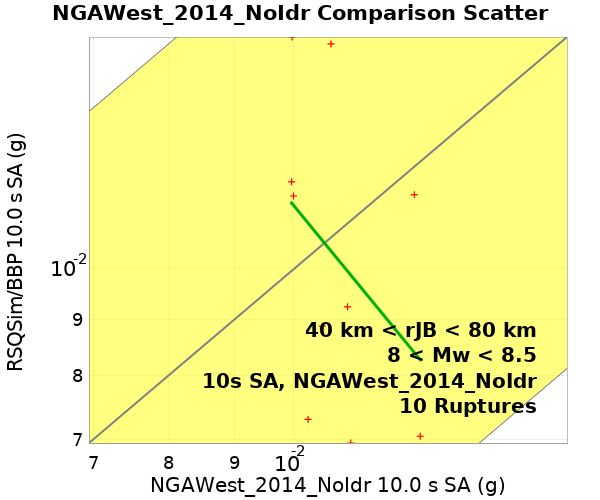 NGAWest_2014_NoIdr Comparison Scatter
RSQSim/BBP 10.0 s SA (g)
10-2
9
8
7
40 km < rJB < 80 km
8 < Mw < 8.5
10s SA, NGAWest_2014_NoIdr
10 Ruptures
7 8 9 10-2
NGAWest_2014_NoIdr 10.0 s SA (g)